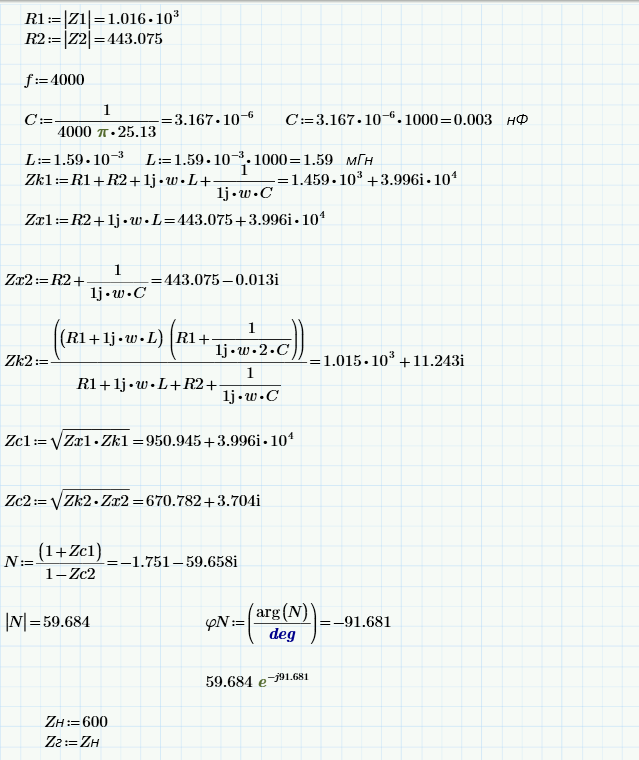 R1:=|Z1|=1.016•10³
R2:=|Z2|=443.075
f:=4000
C:=1/(4000 π•25.13)=3.167•10⁻⁶ C:=3.167•10⁻⁶•1000=0.003 нФ
L:=1.59•10⁻³ L:=1.59•10⁻³•1000=1.59 мГн
Zk1:=R1+R2+1j•w•L+1/(1j•w•C)=1.459•10³+3.996i•10⁴
Zx1:=R2+1j•w•L=443.075+3.996i•10⁴
Zx2:=R2+1/(1j•w•C)=443.075−0.013i
Zk2:=((R1+1j•w•L) (R1+1/(1j•w•2•C)))/(R1+1j•w•L+R2+1/(1j•w•C))=1.015•10³+11.243i
Zc1:=√(Zx1•Zk1)=950.945+3.996i•10⁴
Zc2:=√(Zk2•Zx2)=670.782+3.704i
N:=(1+Zc1)/(1−Zc2)=−1.751−59.658i
|N|=59.684 φN:=(arg(N)/deg)=−91.681
59.684 e^(−j91.681)
Zн:=600
Zг:=Zн